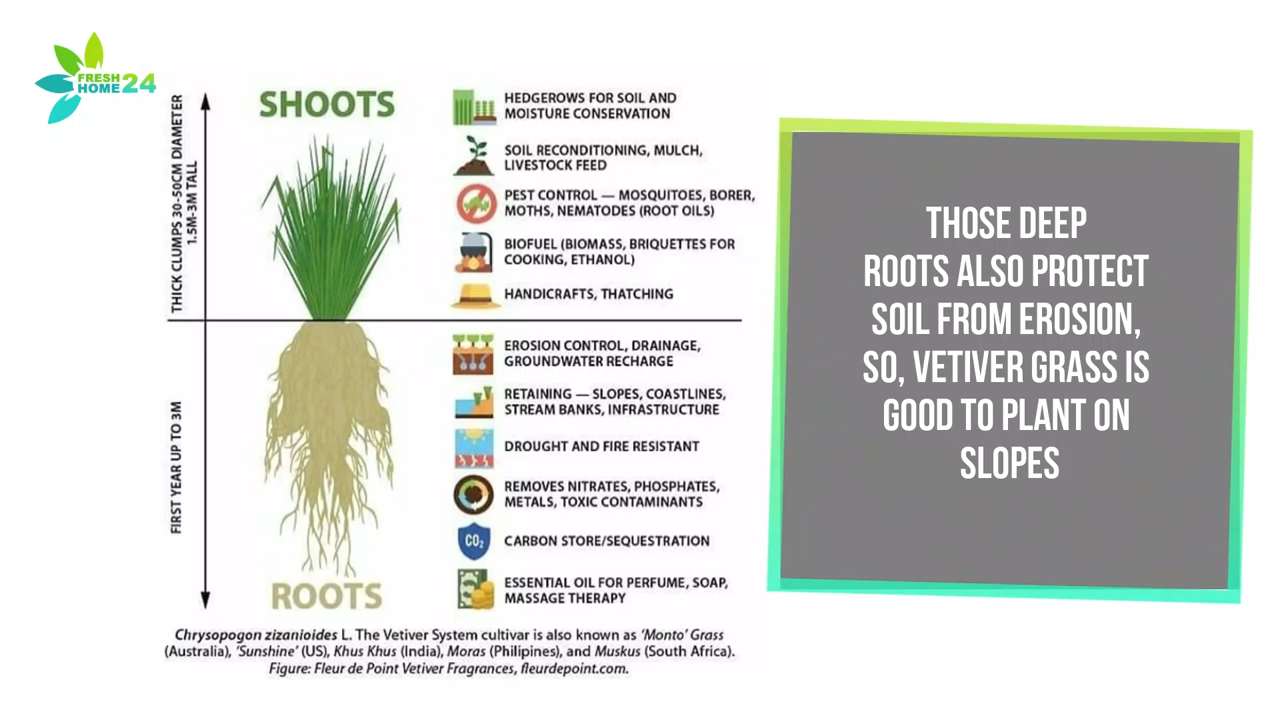 FRESH
HOME 24
THICK CLUMPS 30-50CM DIAMETER
1.5M-3M TALL
FIRST YEAR UP TO 3M
SHOOTS
HEDGEROWS FOR SOIL AND
MOISTURE CONSERVATION
SOIL RECONDITIONING, MULCH,
LIVESTOCK FEED
PEST CONTROL — MOSQUITOES, BORER,
MOTHS, NEMATODES (ROOT OILS)
BIOFUEL (BIOMASS, BRIQUETTES FOR
COOKING, ETHANOL)
HANDICRAFTS, THATCHING
EROSION CONTROL, DRAINAGE,
GROUNDWATER RECHARGE
RETAINING — SLOPES, COASTLINES,
STREAM BANKS, INFRASTRUCTURE
DROUGHT AND FIRE RESISTANT
REMOVES NITRATES, PHOSPHATES,
METALS, TOXIC CONTAMINANTS
CO₂
CARBON STORE/SEQUESTRATION
ESSENTIAL OIL FOR PERFUME, SOAP,
MASSAGE THERAPY
ROOTS
Chrysopogon zizanioides L. The Vetiver System cultivar is also known as ‘Monto’ Grass
(Australia), ‘Sunshine’ (US), Khus Khus (India), Moras (Philipines), and Muskus (South Africa).
Figure: Fleur de Point Vetiver Fragrances, fleurdepoint.com.
THOSE DEEP
ROOTS ALSO PROTECT
SOIL FROM EROSION,
SO, VETIVER GRASS IS
GOOD TO PLANT ON
SLOPES